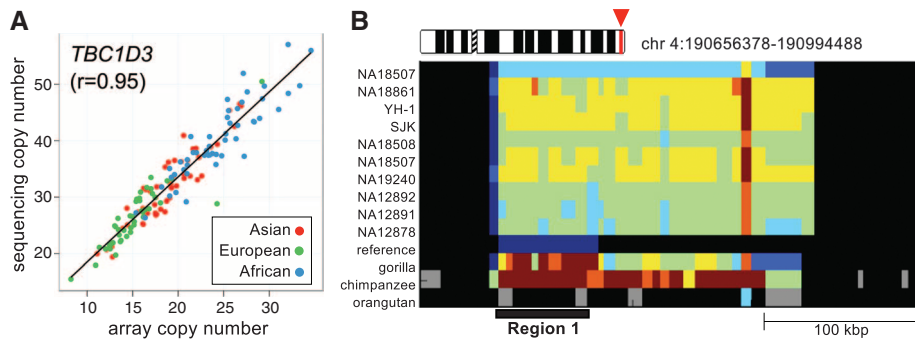 A
TBC1D3
(r=0.95)
sequencing copy number
50
40
30
20
Asian
European
African
10
15
20
25
30
array copy number
B
chr 4:190656378-190994488
NA18507
NA18861
YH-1
SJK
NA18508
NA18507
NA19240
NA12892
NA12891
NA12878
reference
gorilla
chimpanzee
orangutan
Region 1
100 kbp